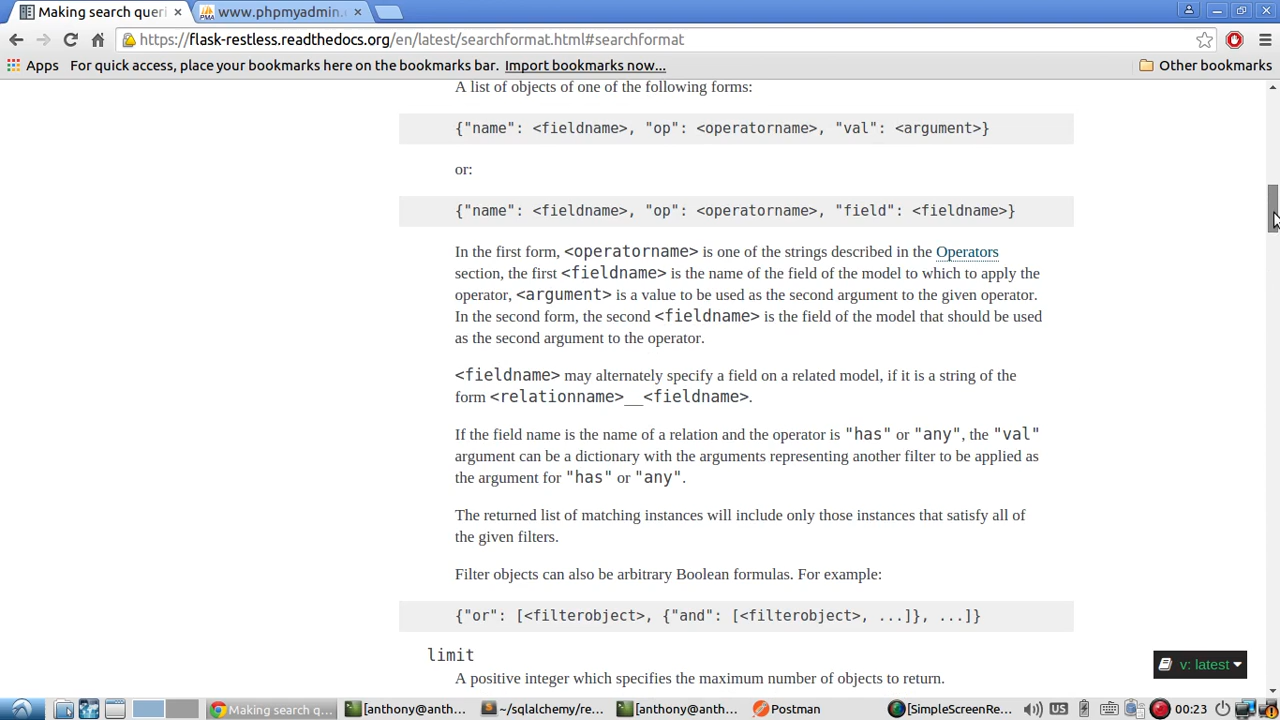 Making search queri
www.phpmyadmin.
https://flask-restless.readthedocs.org/en/latest/searchformat.html#searchformat
Apps For quick access, place your bookmarks here on the bookmarks bar. Import bookmarks now... Other bookmarks
A list of objects of one of the following forms:
{"name": <fieldname>, "op": <operatorname>, "val": <argument>}
or:
{"name": <fieldname>, "op": <operatorname>, "field": <fieldname>}
In the first form, <operatorname> is one of the strings described in the Operators
section, the first <fieldname> is the name of the field of the model to which to apply the
operator, <argument> is a value to be used as the second argument to the given operator.
In the second form, the second <fieldname> is the field of the model that should be used
as the second argument to the operator.
<fieldname> may alternately specify a field on a related model, if it is a string of the
form <relationname>__<fieldname>.
If the field name is the name of a relation and the operator is "has" or "any", the "val"
argument can be a dictionary with the arguments representing another filter to be applied as
the argument for "has" or "any".
The returned list of matching instances will include only those instances that satisfy all of
the given filters.
Filter objects can also be arbitrary Boolean formulas. For example:
{"or": [<filterobject>, {"and": [<filterobject>, ...]}, ...]}
limit
A positive integer which specifies the maximum number of objects to return.
v: latest
Making search q... [anthony@anth... ~/sqlalchemy/re... [anthony@anth... Postman [SimpleScreenRe... US 00:23